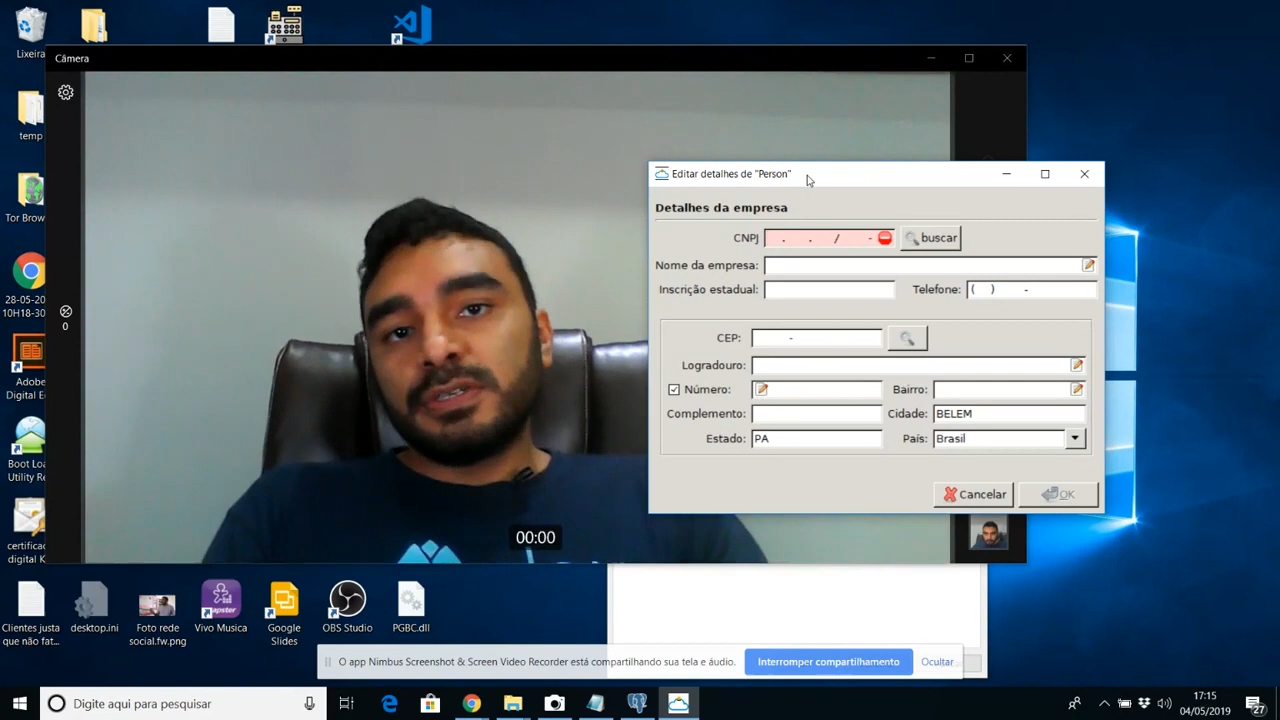 Lixeira
Câmera
temp
Tor Brow
28-05-20
10H18-30
Adobe
Digital Ed
Boot Loa
Utility Re
certifica
digital K
0
00:00
Editar detalhes de "Person"
Detalhes da empresa
CNPJ . . / - buscar
Nome da empresa:
Inscrição estadual: Telefone: ( ) -
CEP: -
Logradouro:
Número: Bairro:
Complemento: Cidade: BELEM
Estado: PA País: Brasil
Cancelar OK
Clientes justa
que não fat...
desktop.ini
Foto rede
social.fw.png
Vivo Musica
Google
Slides
OBS Studio
PGBC.dll
O app Nimbus Screenshot & Screen Video Recorder está compartilhando sua tela e áudio. Interromper compartilhamento Ocultar
Digite aqui para pesquisar
17:15
04/05/2019
27